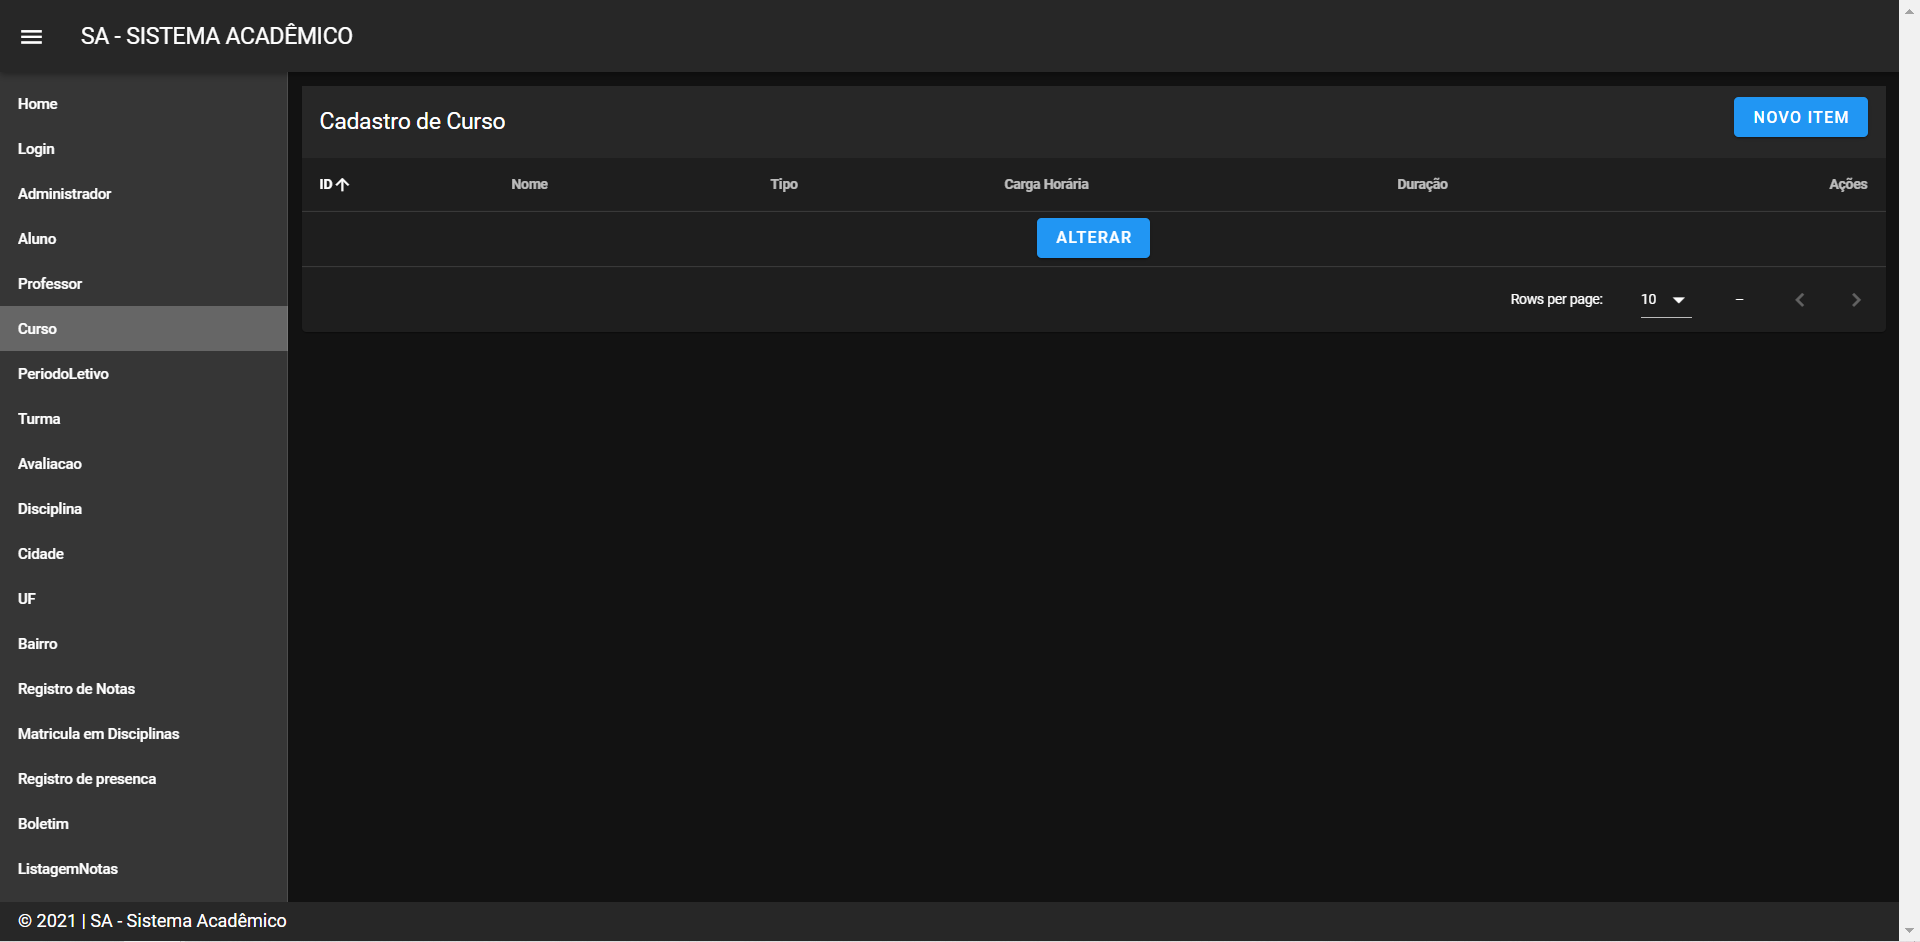 SA - SISTEMA ACADÊMICO
Home
Login
Administrador
Aluno
Professor
Curso
PeriodoLetivo
Turma
Avaliacao
Disciplina
Cidade
UF
Bairro
Registro de Notas
Matricula em Disciplinas
Registro de presenca
Boletim
ListagemNotas
Cadastro de Curso
NOVO ITEM
ID Nome Tipo Carga Horária Duração Ações
ALTERAR
Rows per page: 10 –
© 2021 | SA - Sistema Acadêmico